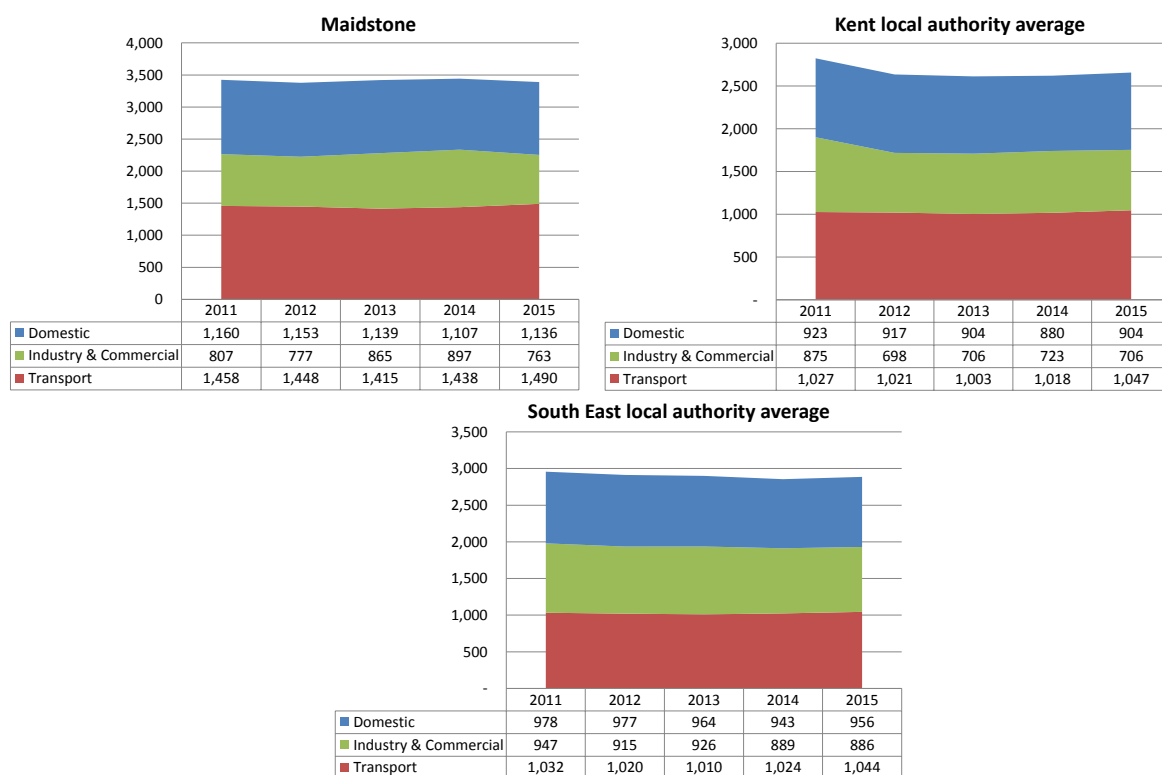 Maidstone
4,000
3,500
3,000
2,500
2,000
1,500
1,000
500
0
2011 2012 2013 2014 2015
Domestic 1,160 1,153 1,139 1,107 1,136
Industry & Commercial 807 777 865 897 763
Transport 1,458 1,448 1,415 1,438 1,490
Kent local authority average
3,000
2,500
2,000
1,500
1,000
500
-
2011 2012 2013 2014 2015
Domestic 923 917 904 880 904
Industry & Commercial 875 698 706 723 706
Transport 1,027 1,021 1,003 1,018 1,047
South East local authority average
3,500
3,000
2,500
2,000
1,500
1,000
500
-
2011 2012 2013 2014 2015
Domestic 978 977 964 943 956
Industry & Commercial 947 915 926 889 886
Transport 1,032 1,020 1,010 1,024 1,044